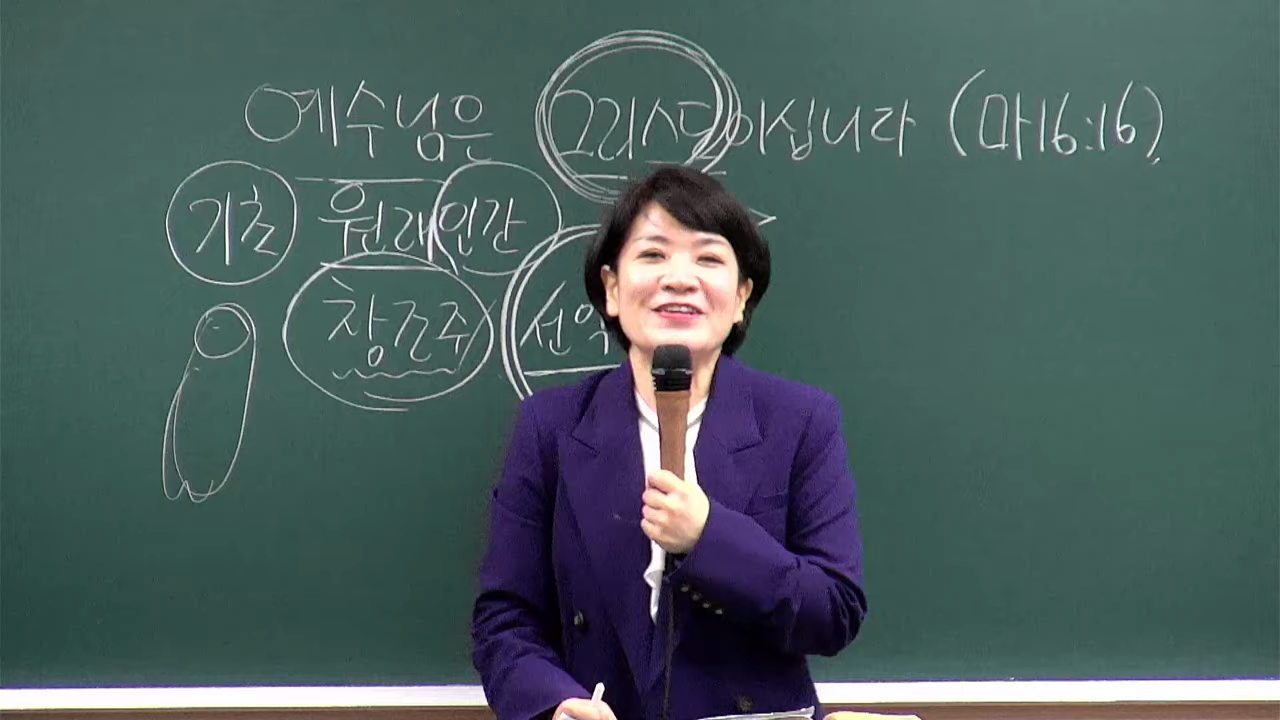 예수님은 그리스도이십니다 (마16:16)
기초 원래인간
창조주 선악